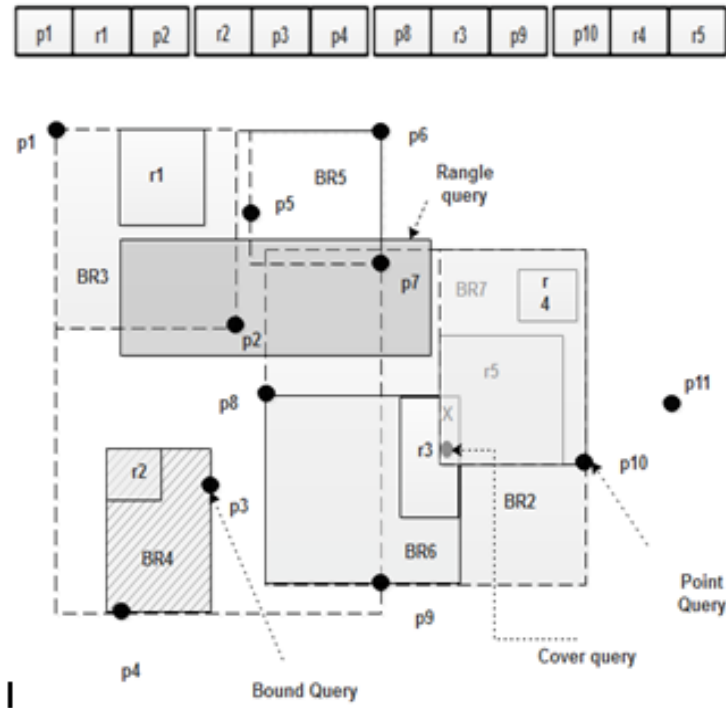 p1 r1 p2 r2 p3 p4 p8 r3 p9 p10 r4 r5
p1
p6
r1
BR5
Rangle
query
p5
BR3
p7
BR7
r
4
p2
r5
p11
p8
X
r3
r2
p10
p3
BR2
BR4
BR6
Point
Query
p9
Cover query
p4
Bound Query